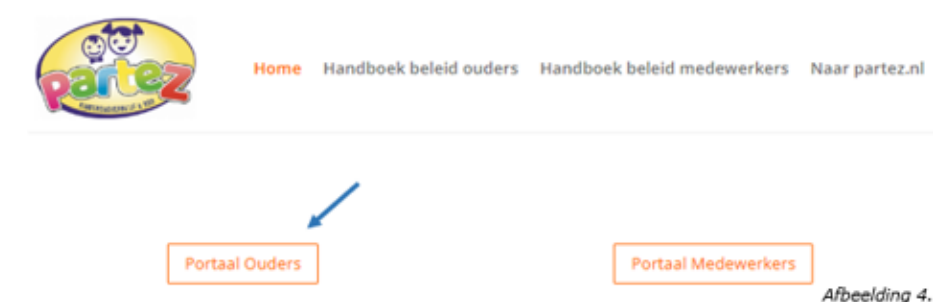 partez
Home Handboek beleid ouders Handboek beleid medewerkers Naar partez.nl
Portaal Ouders Portaal Medewerkers
Afbeelding 4.